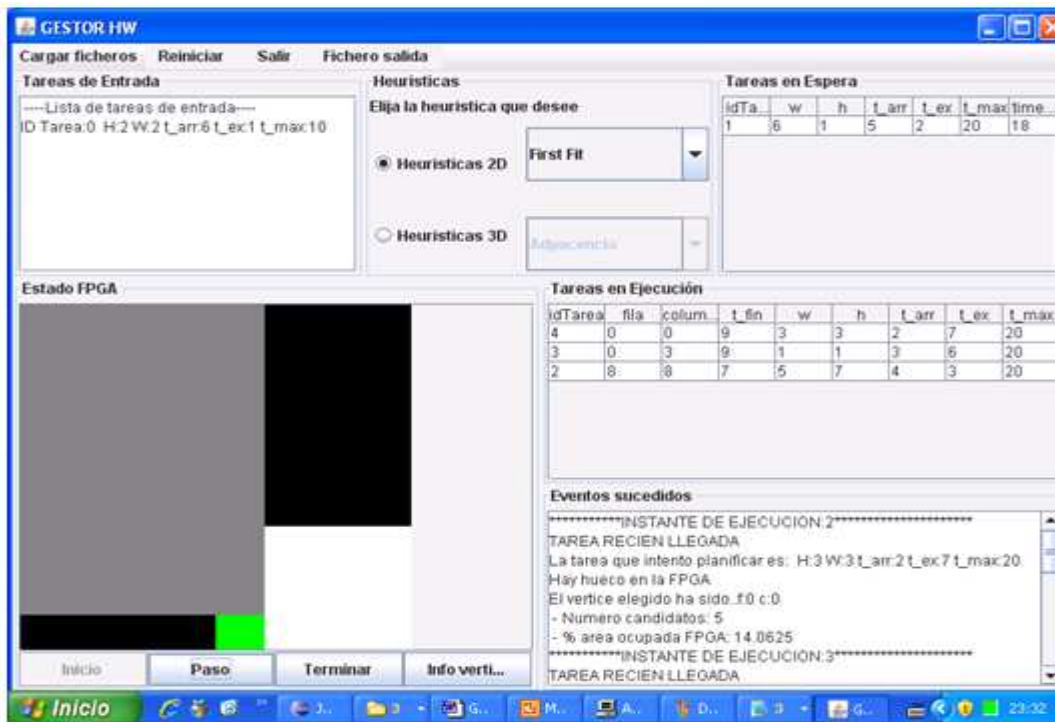 GESTOR HW
Cargar ficheros Reiniciar Salir Fichero salida
Tareas de Entrada
----Lista de tareas de entrada----
ID Tarea:0 H:2 W:2 t_arr:6 t_ex:1 t_max:10
Heurísticas
Elija la heurística que desee
Heurísticas 2D
First Fit
Heurísticas 3D
Adyacencia
Tareas en Espera
idTa... w h t_arr t_ex t_max time...
1 6 1 5 2 20 18
Estado FPGA
Tareas en Ejecución
idTarea fila colum... t_fin w h t_arr t_ex t_max
4 0 0 9 3 3 2 7 20
3 0 3 9 1 1 3 6 20
2 8 8 7 5 7 4 3 20
Eventos sucedidos
***********INSTANTE DE EJECUCION:2**********************
TAREA RECIEN LLEGADA
La tarea que intento planificar es: H:3 W:3 t_arr:2 t_ex:7 t_max:20
Hay hueco en la FPGA
El vertice elegido ha sido..f:0 c:0
- Numero candidatos: 5
- % area ocupada FPGA: 14.0625
***********INSTANTE DE EJECUCION:3**********************
TAREA RECIEN LLEGADA
Inicio Paso Terminar Info verti...
Inicio J.. 3 G.. M.. A.. D.. 3 G.. 23:32